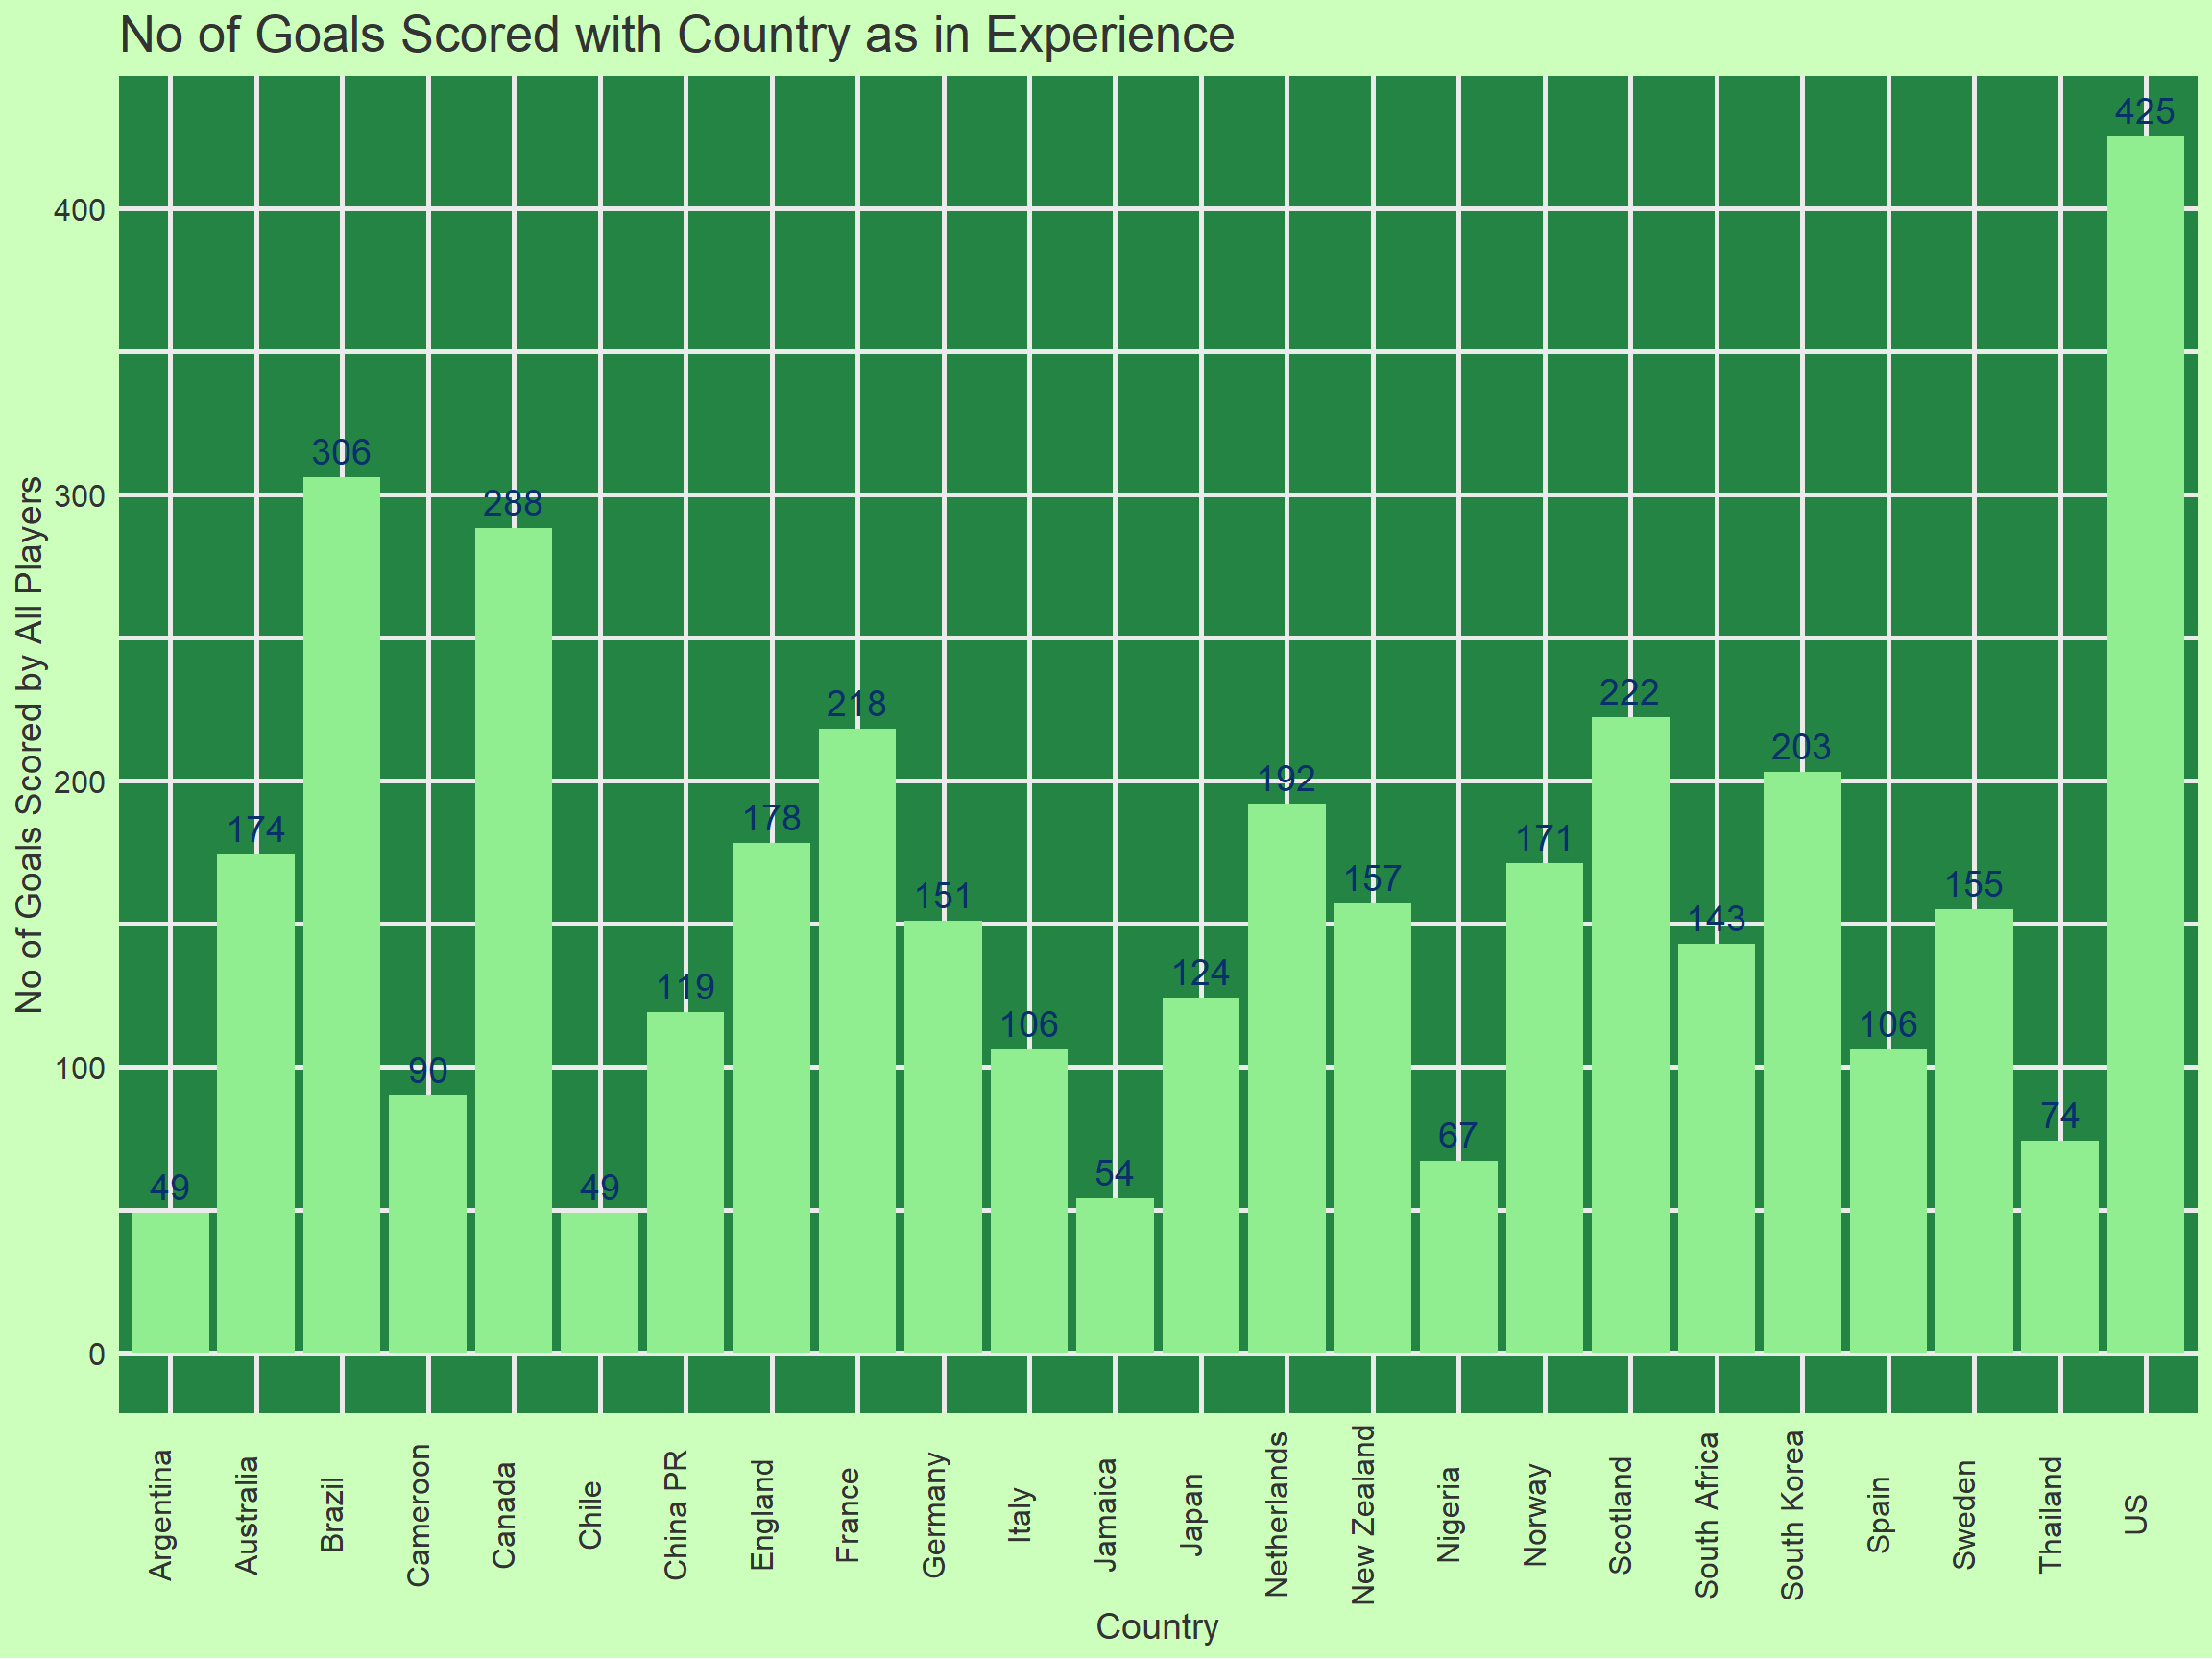 No of Goals Scored with Country as in Experience
No of Goals Scored by All Players
400
300
200
100
0
49
174
306
90
288
49
119
178
218
151
106
54
124
192
157
67
171
222
143
203
106
155
74
425
Argentina
Australia
Brazil
Cameroon
Canada
Chile
China PR
England
France
Germany
Italy
Jamaica
Japan
Netherlands
New Zealand
Nigeria
Norway
Scotland
South Africa
South Korea
Spain
Sweden
Thailand
US
Country